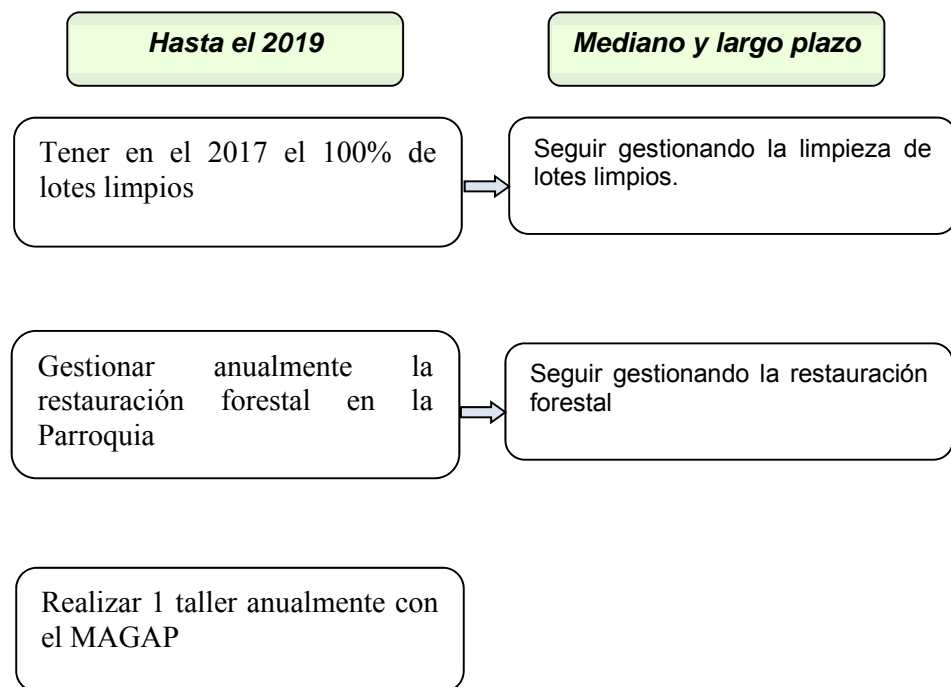 Hasta el 2019
Mediano y largo plazo
Tener en el 2017 el 100% de
lotes limpios
Seguir gestionando la limpieza de
lotes limpios.
Gestionar anualmente la
restauración forestal en la
Parroquia
Seguir gestionando la restauración
forestal
Realizar 1 taller anualmente con
el MAGAP